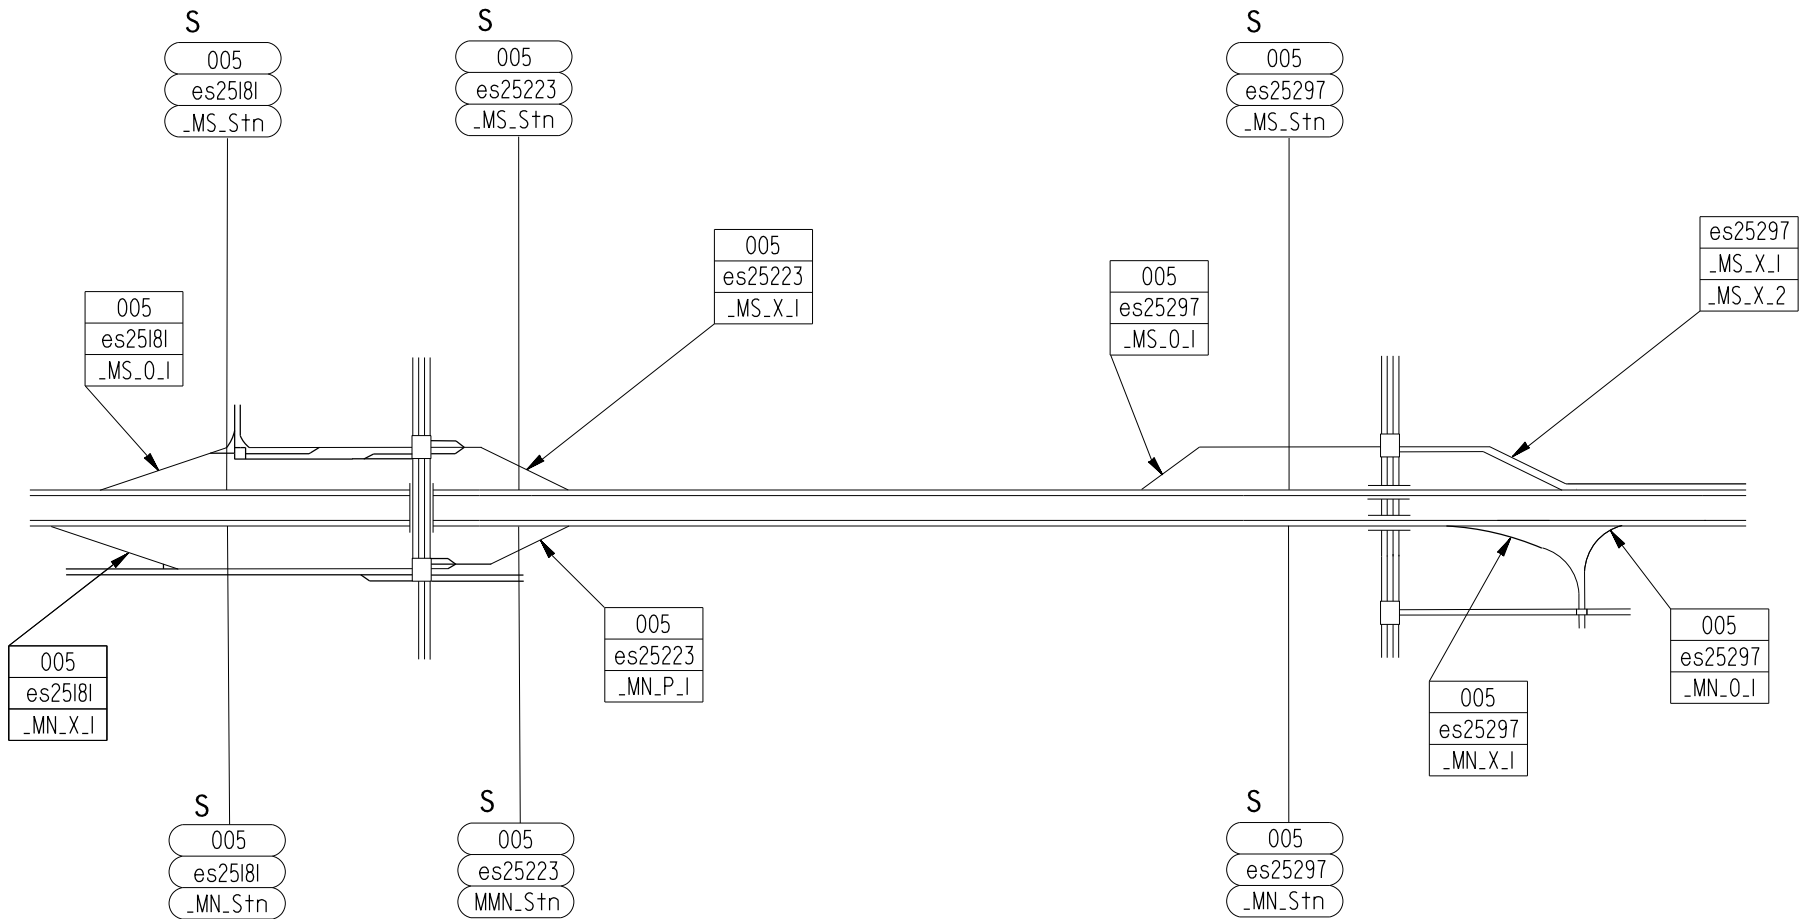 S
005
es25181
_MS_Stn
S
005
es25223
_MS_Stn
S
005
es25297
_MS_Stn
es25297
_MS_X_1
_MS_X_2
005
es25223
_MS_X_1
005
es25297
_MS_O_1
005
es25181
_MS_O_1
005
es25223
_MN_P_1
005
es25297
_MN_O_1
005
es25181
_MN_X_1
005
es25297
_MN_X_1
S
005
es25181
_MN_Stn
S
005
es25223
MMN_Stn
S
005
es25297
_MN_Stn